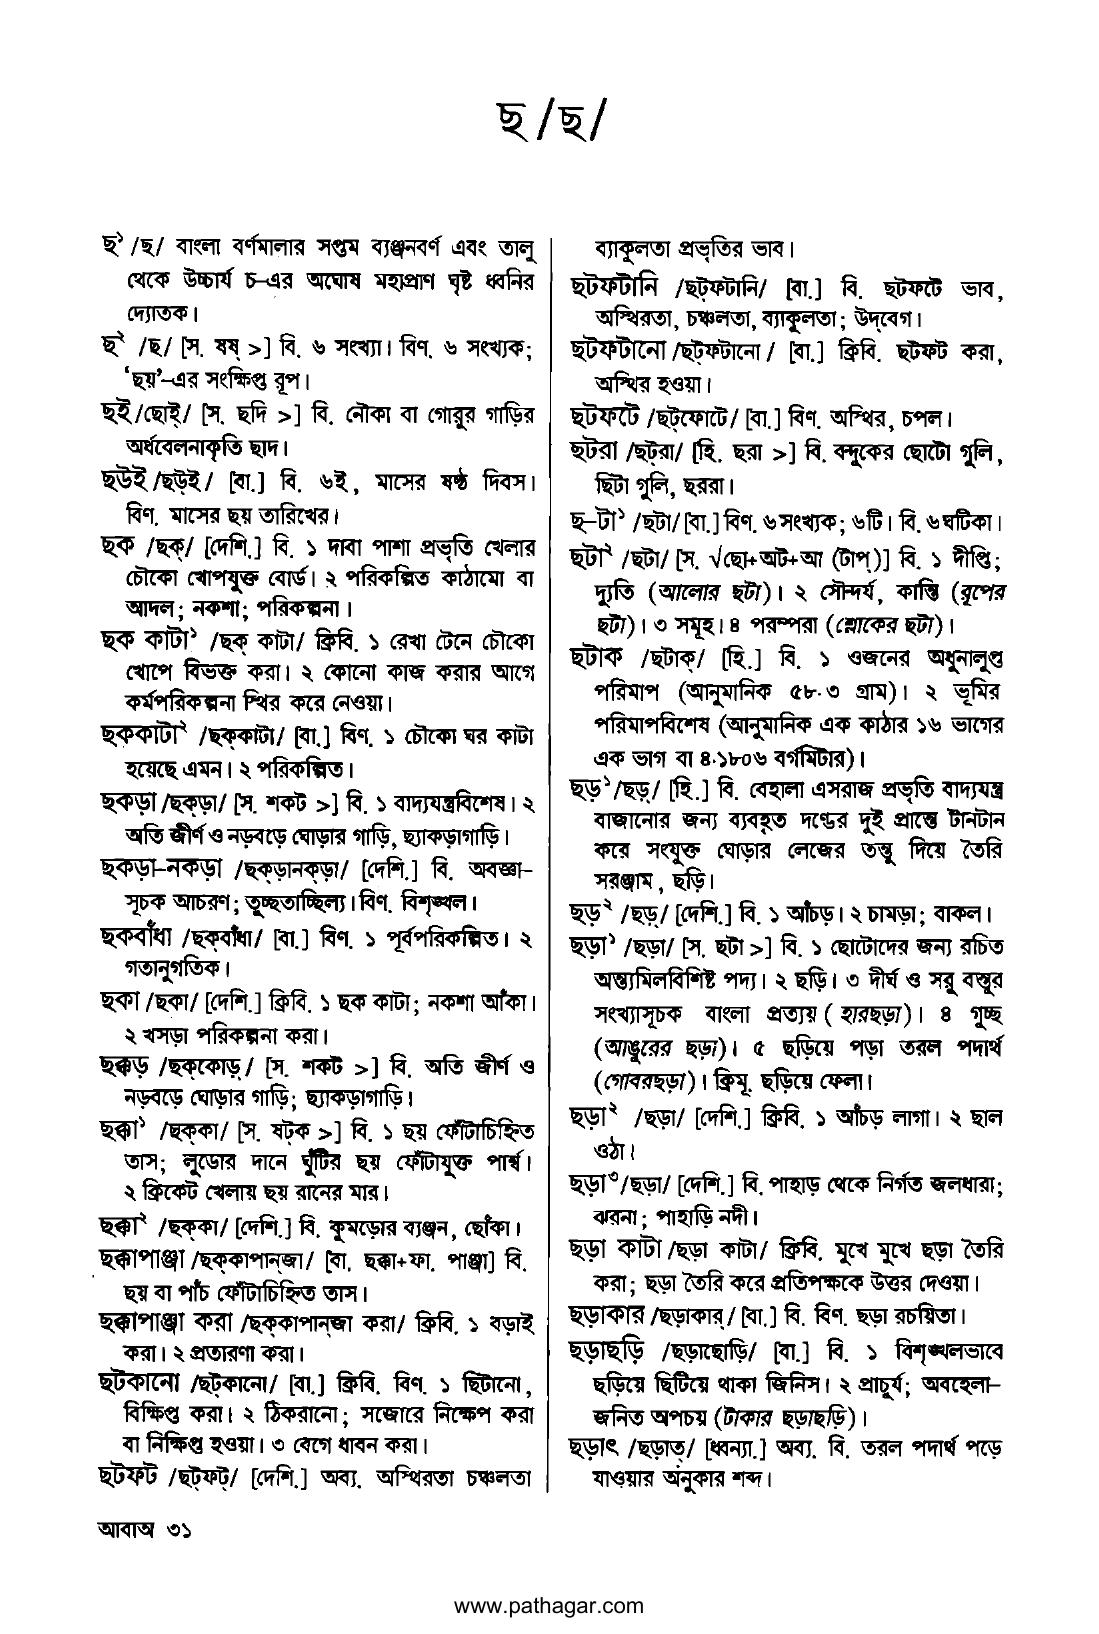 ছ /ছ/
ছ¹ /ছ/ বাংলা বর্ণমালার সপ্তম ব্যঞ্জনবর্ণ এবং তালু
থেকে উচ্চার্য চ-এর অঘোষ মহাপ্রাণ ঘৃষ্ট ধ্বনির
দ্যোতক।
ছ² /ছ/ [স. ষষ্ >] বি. ৬ সংখ্যা। বিণ. ৬ সংখ্যক;
‘ছয়’-এর সংক্ষিপ্ত রূপ।
ছই /ছোই্/ [স. ছদি >] বি. নৌকা বা গোরুর গাড়ির
অর্ধবেলনাকৃতি ছাদ।
ছউই /ছউ্ই/ [বা.] বি. ৬ই, মাসের ষষ্ঠ দিবস।
বিণ. মাসের ছয় তারিখের।
ছক /ছক্/ [দেশি.] বি. ১ দাবা পাশা প্রভৃতি খেলার
চৌকো খোপযুক্ত বোর্ড। ২ পরিকল্পিত কাঠামো বা
আদল; নকশা; পরিকল্পনা।
ছক কাটা¹ /ছক্ কাটা/ ক্রিবি. ১ রেখা টেনে চৌকো
খোপে বিভক্ত করা। ২ কোনো কাজ করার আগে
কর্মপরিকল্পনা স্থির করে নেওয়া।
ছককাটা² /ছক্‌কাটা/ [বা.] বিণ. ১ চৌকো ঘর কাটা
হয়েছে এমন। ২ পরিকল্পিত।
ছকড়া /ছক্‌ড়া/ [স. শকট >] বি. ১ বাদ্যযন্ত্রবিশেষ। ২
অতি জীর্ণ ও নড়বড়ে ঘোড়ার গাড়ি, ছ্যাকড়াগাড়ি।
ছকড়া-নকড়া /ছক্‌ড়ানক্‌ড়া/ [দেশি.] বি. অবজ্ঞা-
সূচক আচরণ; তুচ্ছতাচ্ছিল্য। বিণ. বিশৃঙ্খল।
ছকবাঁধা /ছক্‌বাঁধা/ [বা.] বিণ. ১ পূর্বপরিকল্পিত। ২
গতানুগতিক।
ছকা /ছকা/ [দেশি.] ক্রিবি. ১ ছক কাটা; নকশা আঁকা।
২ খসড়া পরিকল্পনা করা।
ছক্কড় /ছক্‌কোড়্/ [স. শকট >] বি. অতি জীর্ণ ও
নড়বড়ে ঘোড়ার গাড়ি; ছ্যাকড়াগাড়ি।
ছক্কা¹ /ছক্‌কা/ [স. ষট্‌ক >] বি. ১ ছয় ফোঁটাচিহ্নিত
তাস; লুডোর দানে ঘুঁটির ছয় ফোঁটাযুক্ত পার্শ্ব।
২ ক্রিকেট খেলায় ছয় রানের মার।
ছক্কা² /ছক্‌কা/ [দেশি.] বি. কুমড়োর ব্যঞ্জন, ছোঁকা।
ছক্কাপাঞ্জা /ছক্‌কাপান্‌জা/ [বা. ছক্কা+ফা. পাঞ্জা] বি.
ছয় বা পাঁচ ফোঁটাচিহ্নিত তাস।
ছক্কাপাঞ্জা করা /ছক্‌কাপান্‌জা করা/ ক্রিবি. ১ বড়াই
করা। ২ প্রতারণা করা।
ছটকানো /ছট্‌কানো/ [বা.] ক্রিবি. বিণ. ১ ছিটানো,
বিক্ষিপ্ত করা। ২ ঠিকরানো; সজোরে নিক্ষেপ করা
বা নিক্ষিপ্ত হওয়া। ৩ বেগে ধাবন করা।
ছটফট /ছট্‌ফট্/ [দেশি.] অব্য. অস্থিরতা চঞ্চলতা
ব্যাকুলতা প্রভৃতির ভাব।
ছটফটানি /ছট্‌ফটানি/ [বা.] বি. ছটফটে ভাব,
অস্থিরতা, চঞ্চলতা, ব্যাকুলতা; উদ্‌বেগ।
ছটফটানো /ছট্‌ফটানো/ [বা.] ক্রিবি. ছটফট করা,
অস্থির হওয়া।
ছটফটে /ছট্‌ফোটে/ [বা.] বিণ. অস্থির, চপল।
ছটরা /ছট্‌রা/ [হি. ছরা >] বি. বন্দুকের ছোটো গুলি,
ছিটা গুলি, ছররা।
ছ-টা¹ /ছটা/ [বা.] বিণ. ৬ সংখ্যক; ৬টি। বি. ৬ ঘটিকা।
ছটা² /ছটা/ [স. √ছো+অট+আ (টাপ্)] বি. ১ দীপ্তি;
দ্যুতি (আলোর ছটা)। ২ সৌন্দর্য, কান্তি (রূপের
ছটা)। ৩ সমূহ। ৪ পরম্পরা (শ্লোকের ছটা)।
ছটাক /ছটাক্/ [হি.] বি. ১ ওজনের অধুনালুপ্ত
পরিমাপ (আনুমানিক ৫৮·৩ গ্রাম)। ২ ভূমির
পরিমাপবিশেষ (আনুমানিক এক কাঠার ১৬ ভাগের
এক ভাগ বা ৪·১৮০৬ বর্গমিটার)।
ছড়¹ /ছড়্/ [হি.] বি. বেহালা এসরাজ প্রভৃতি বাদ্যযন্ত্র
বাজানোর জন্য ব্যবহৃত দণ্ডের দুই প্রান্তে টানটান
করে সংযুক্ত ঘোড়ার লেজের তন্তু দিয়ে তৈরি
সরঞ্জাম, ছড়ি।
ছড়² /ছড়্/ [দেশি.] বি. ১ আঁচড়। ২ চামড়া; বাকল।
ছড়া¹ /ছড়া/ [স. ছটা >] বি. ১ ছোটোদের জন্য রচিত
অন্ত্যমিলবিশিষ্ট পদ্য। ২ ছড়ি। ৩ দীর্ঘ ও সরু বস্তুর
সংখ্যাসূচক বাংলা প্রত্যয় (হারছড়া)। ৪ গুচ্ছ
(আঙুরের ছড়া)। ৫ ছড়িয়ে পড়া তরল পদার্থ
(গোবরছড়া)। ক্রিমূ. ছড়িয়ে ফেলা।
ছড়া² /ছড়া/ [দেশি.] ক্রিবি. ১ আঁচড় লাগা। ২ ছাল
ওঠা।
ছড়া³ /ছড়া/ [দেশি.] বি. পাহাড় থেকে নির্গত জলধারা;
ঝরনা; পাহাড়ি নদী।
ছড়া কাটা /ছড়া কাটা/ ক্রিবি. মুখে মুখে ছড়া তৈরি
করা; ছড়া তৈরি করে প্রতিপক্ষকে উত্তর দেওয়া।
ছড়াকার /ছড়াকার্/ [বা.] বি. বিণ. ছড়া রচয়িতা।
ছড়াছড়ি /ছড়াছোড়ি/ [বা.] বি. ১ বিশৃঙ্খলভাবে
ছড়িয়ে ছিটিয়ে থাকা জিনিস। ২ প্রাচুর্য; অবহেলা-
জনিত অপচয় (টাকার ছড়াছড়ি)।
ছড়াৎ /ছড়াত্/ [ধ্বন্যা.] অব্য. বি. তরল পদার্থ পড়ে
যাওয়ার অনুকার শব্দ।
আবাঅ ৩১
www.pathagar.com